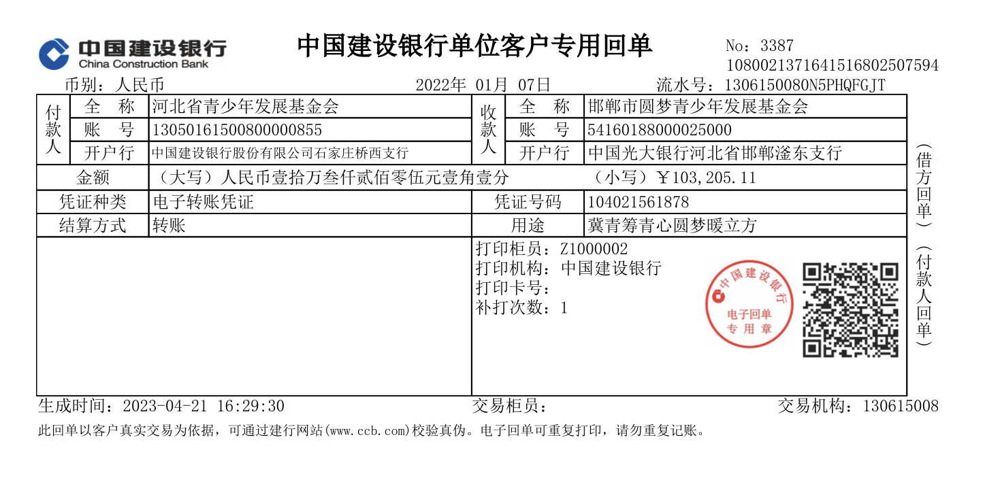 中国建设银行
China Construction Bank
中国建设银行单位客户专用回单
No：3387
1080021371641516802507594
币别：人民币 2022年 01月 07日 流水号：1306150080N5PHQFGJT
付款人 全 称 河北省青少年发展基金会 收款人 全 称 邯郸市圆梦青少年发展基金会
账 号 13050161500800000855 账 号 54160188000025000
开户行 中国建设银行股份有限公司石家庄桥西支行 开户行 中国光大银行河北省邯郸滏东支行
金额 （大写）人民币壹拾万叁仟贰佰零伍元壹角壹分 （小写）￥103,205.11
凭证种类 电子转账凭证 凭证号码 104021561878
结算方式 转账 用途 冀青筹青心圆梦暖立方
打印柜员：Z1000002
打印机构：中国建设银行
打印卡号：
补打次数：1
中国建设银行
电子回单
专用章
（借方回单）（付款人回单）
生成时间：2023-04-21 16:29:30 交易柜员： 交易机构：130615008
此回单以客户真实交易为依据，可通过建行网站(www.ccb.com)校验真伪。电子回单可重复打印，请勿重复记账。